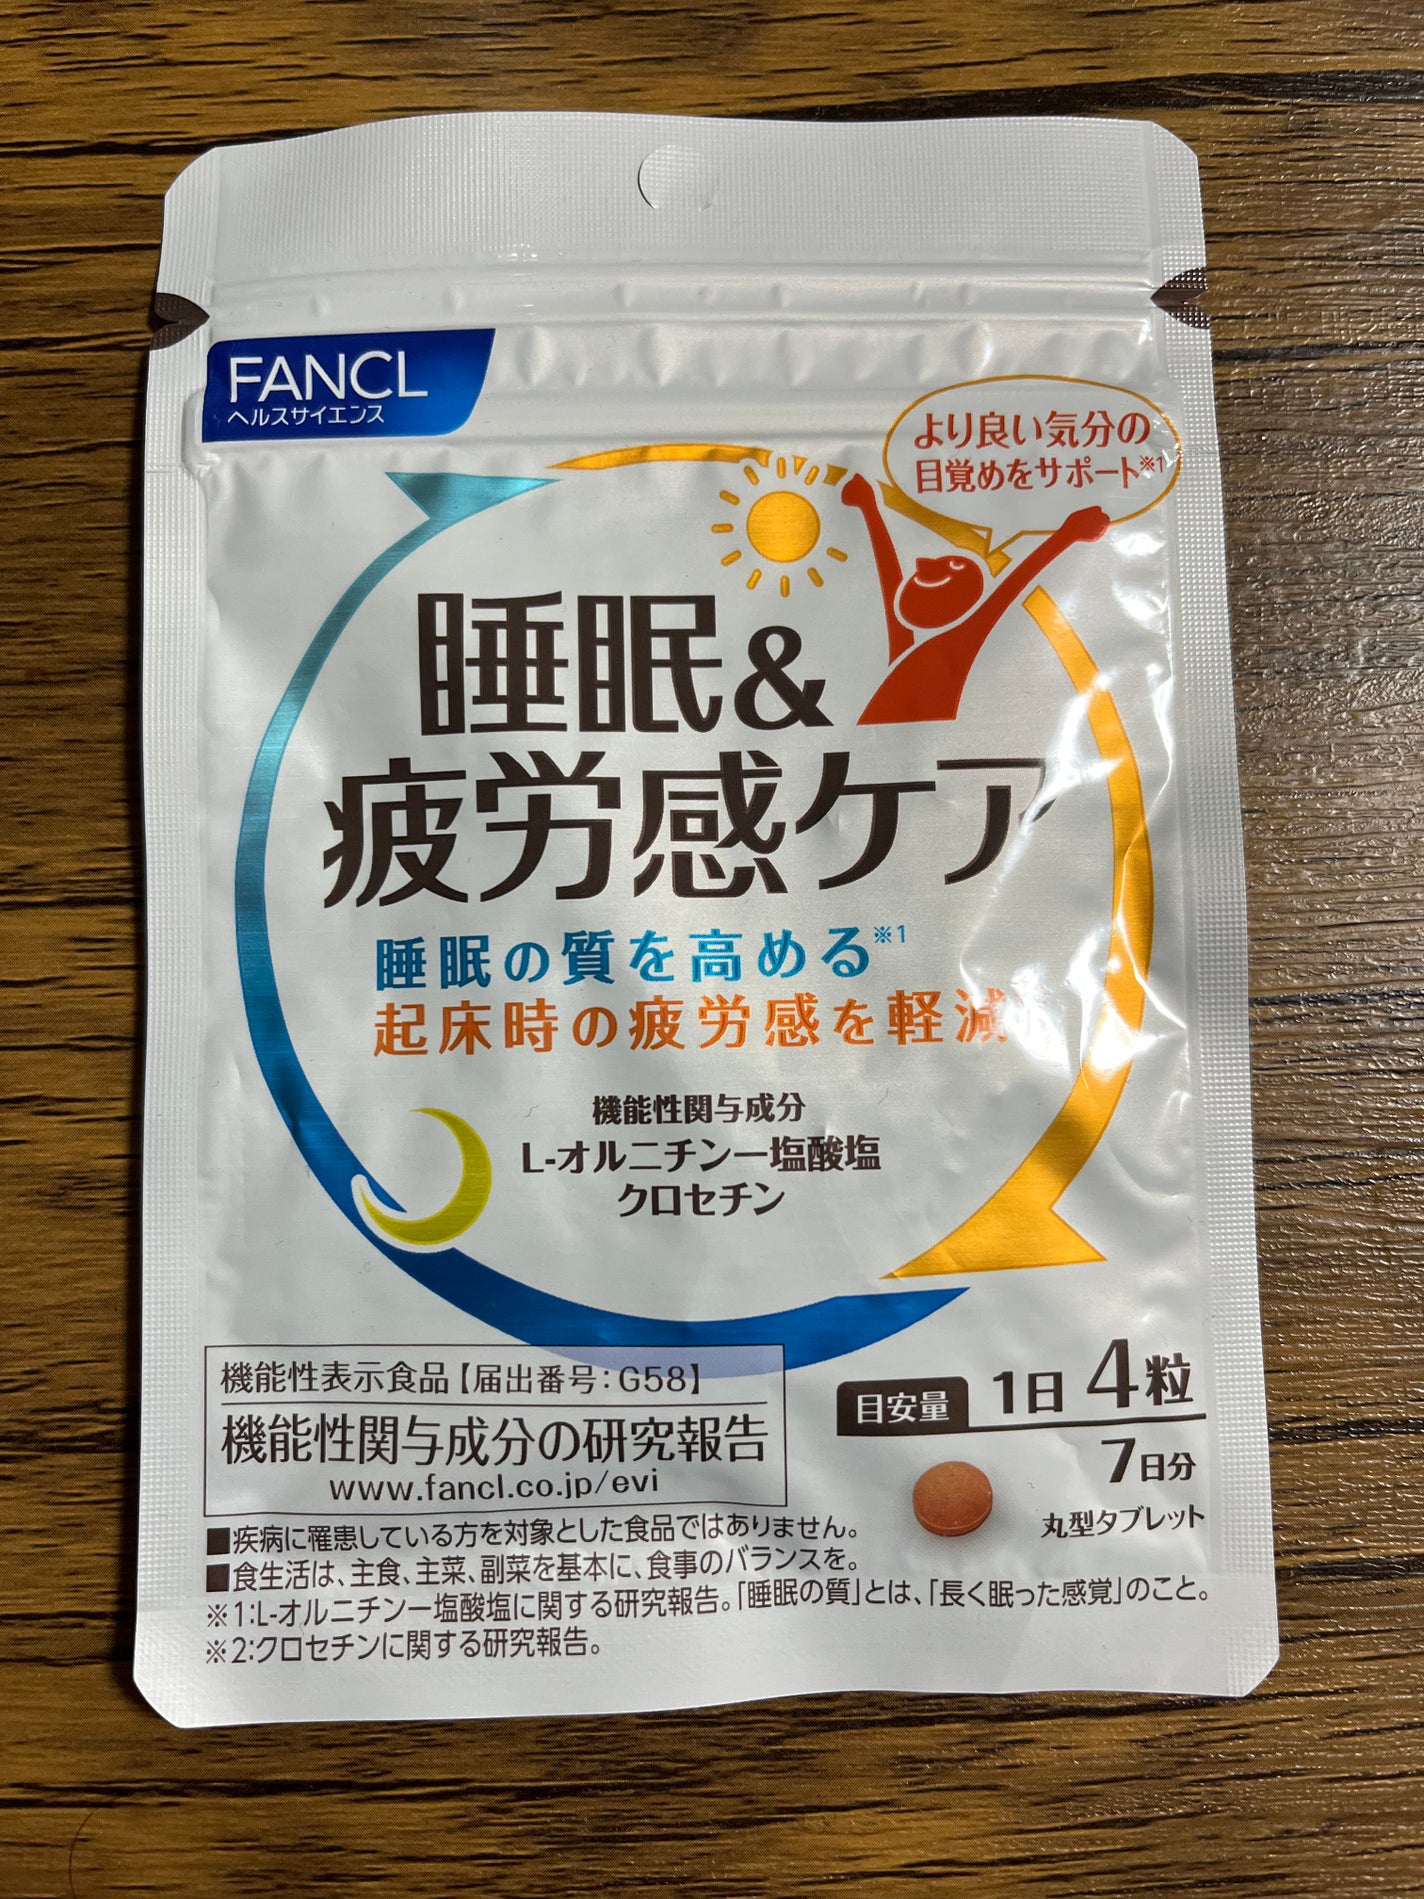 FANCL
ヘルスサイエンス
より良い気分の
目覚めをサポート※1
睡眠&
疲労感ケア
睡眠の質を高める※1
起床時の疲労感を軽減
機能性関与成分
L-オルニチン一塩酸塩
クロセチン
機能性表示食品【届出番号:G58】
機能性関与成分の研究報告
www.fancl.co.jp/evi
目安量 1日 4粒
7日分
丸型タブレット
■疾病に罹患している方を対象とした食品ではありません。
■食生活は、主食、主菜、副菜を基本に、食事のバランスを。
※1:L-オルニチン一塩酸塩に関する研究報告。「睡眠の質」とは、「長く眠った感覚」のこと。
※2:クロセチンに関する研究報告。